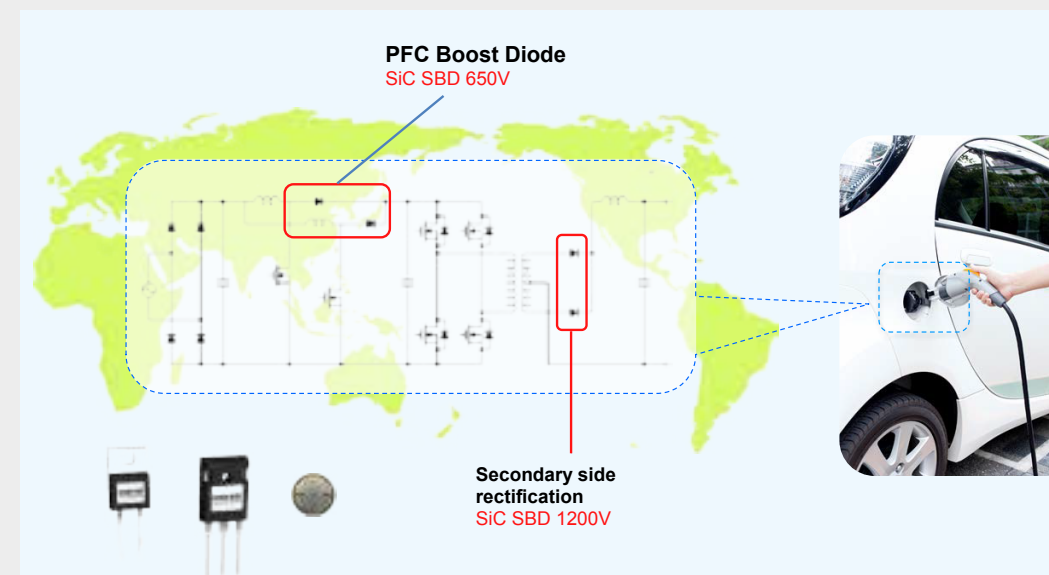 PFC Boost Diode
SiC SBD 650V
Secondary side
rectification
SiC SBD 1200V